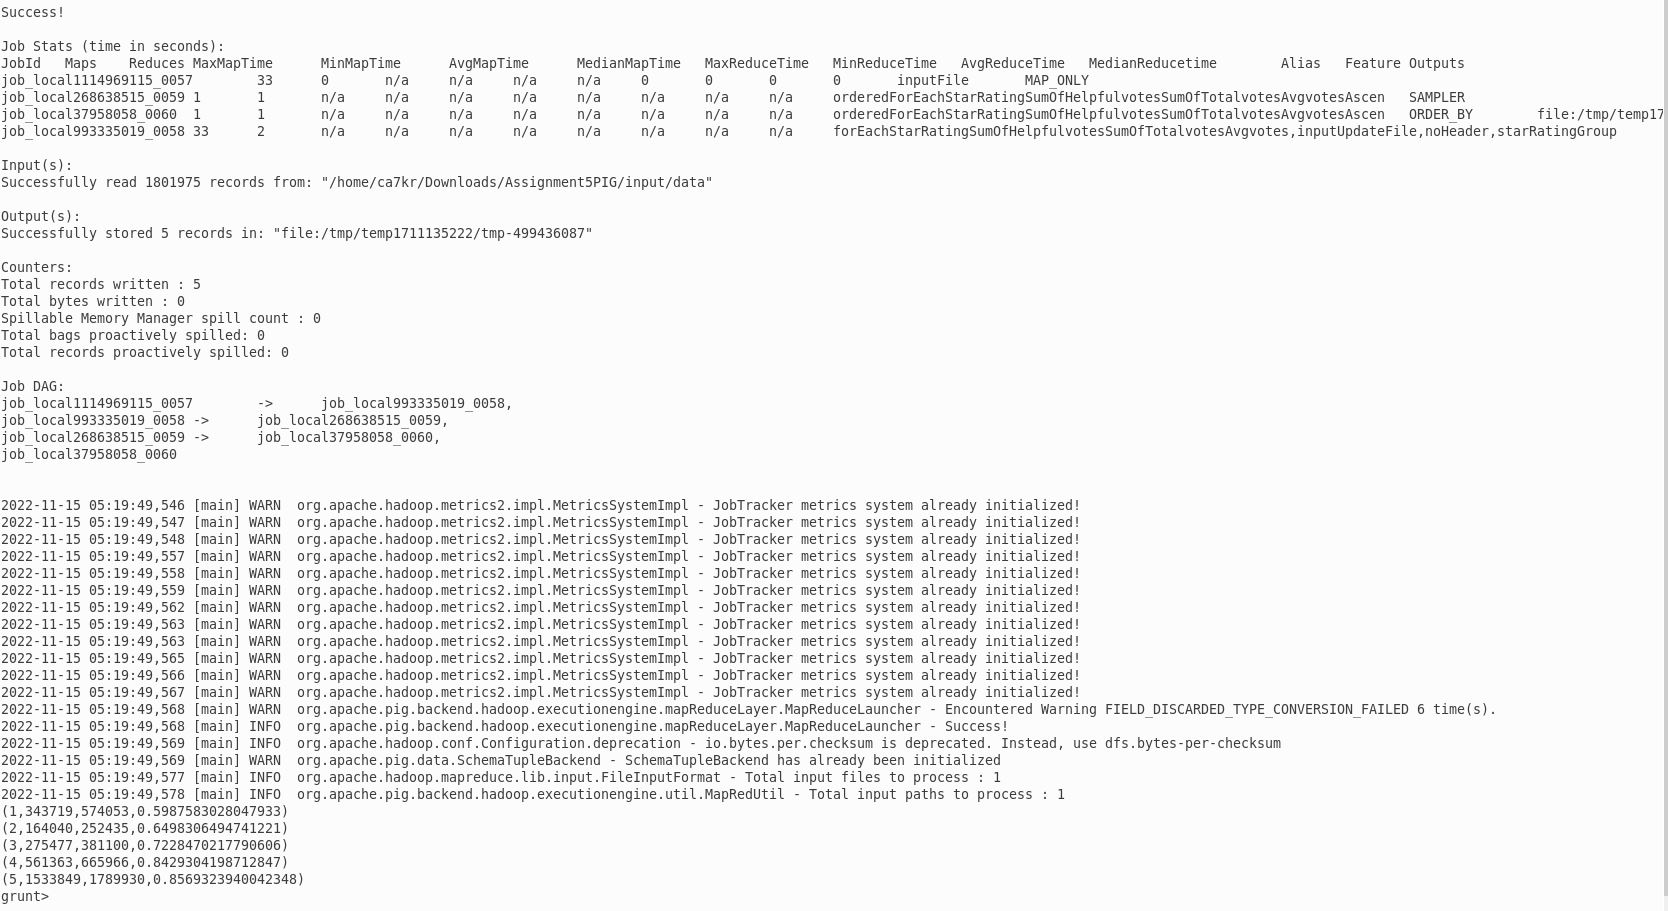 Success!
Job Stats (time in seconds):
JobId Maps Reduces MaxMapTime MinMapTime AvgMapTime MedianMapTime MaxReduceTime MinReduceTime AvgReduceTime MedianReducetime Alias Feature Outputs
job_local1114969115_0057 33 0 n/a n/a n/a n/a 0 0 0 0 inputFile MAP_ONLY
job_local268638515_0059 1 1 n/a n/a n/a n/a n/a n/a n/a n/a orderedForEachStarRatingSumOfHelpfulvotesSumOfTotalvotesAvgvotesAscen SAMPLER
job_local37958058_0060 1 1 n/a n/a n/a n/a n/a n/a n/a n/a orderedForEachStarRatingSumOfHelpfulvotesSumOfTotalvotesAvgvotesAscen ORDER_BY file:/tmp/temp17
job_local993335019_0058 33 2 n/a n/a n/a n/a n/a n/a n/a n/a forEachStarRatingSumOfHelpfulvotesSumOfTotalvotesAvgvotes,inputUpdateFile,noHeader,starRatingGroup
Input(s):
Successfully read 1801975 records from: "/home/ca7kr/Downloads/Assignment5PIG/input/data"
Output(s):
Successfully stored 5 records in: "file:/tmp/temp1711135222/tmp-499436087"
Counters:
Total records written : 5
Total bytes written : 0
Spillable Memory Manager spill count : 0
Total bags proactively spilled: 0
Total records proactively spilled: 0
Job DAG:
job_local1114969115_0057 -> job_local993335019_0058,
job_local993335019_0058 -> job_local268638515_0059,
job_local268638515_0059 -> job_local37958058_0060,
job_local37958058_0060
2022-11-15 05:19:49,546 [main] WARN org.apache.hadoop.metrics2.impl.MetricsSystemImpl - JobTracker metrics system already initialized!
2022-11-15 05:19:49,547 [main] WARN org.apache.hadoop.metrics2.impl.MetricsSystemImpl - JobTracker metrics system already initialized!
2022-11-15 05:19:49,548 [main] WARN org.apache.hadoop.metrics2.impl.MetricsSystemImpl - JobTracker metrics system already initialized!
2022-11-15 05:19:49,557 [main] WARN org.apache.hadoop.metrics2.impl.MetricsSystemImpl - JobTracker metrics system already initialized!
2022-11-15 05:19:49,558 [main] WARN org.apache.hadoop.metrics2.impl.MetricsSystemImpl - JobTracker metrics system already initialized!
2022-11-15 05:19:49,559 [main] WARN org.apache.hadoop.metrics2.impl.MetricsSystemImpl - JobTracker metrics system already initialized!
2022-11-15 05:19:49,562 [main] WARN org.apache.hadoop.metrics2.impl.MetricsSystemImpl - JobTracker metrics system already initialized!
2022-11-15 05:19:49,563 [main] WARN org.apache.hadoop.metrics2.impl.MetricsSystemImpl - JobTracker metrics system already initialized!
2022-11-15 05:19:49,563 [main] WARN org.apache.hadoop.metrics2.impl.MetricsSystemImpl - JobTracker metrics system already initialized!
2022-11-15 05:19:49,565 [main] WARN org.apache.hadoop.metrics2.impl.MetricsSystemImpl - JobTracker metrics system already initialized!
2022-11-15 05:19:49,566 [main] WARN org.apache.hadoop.metrics2.impl.MetricsSystemImpl - JobTracker metrics system already initialized!
2022-11-15 05:19:49,567 [main] WARN org.apache.hadoop.metrics2.impl.MetricsSystemImpl - JobTracker metrics system already initialized!
2022-11-15 05:19:49,568 [main] WARN org.apache.pig.backend.hadoop.executionengine.mapReduceLayer.MapReduceLauncher - Encountered Warning FIELD_DISCARDED_TYPE_CONVERSION_FAILED 6 time(s).
2022-11-15 05:19:49,568 [main] INFO org.apache.pig.backend.hadoop.executionengine.mapReduceLayer.MapReduceLauncher - Success!
2022-11-15 05:19:49,569 [main] INFO org.apache.hadoop.conf.Configuration.deprecation - io.bytes.per.checksum is deprecated. Instead, use dfs.bytes-per-checksum
2022-11-15 05:19:49,569 [main] WARN org.apache.pig.data.SchemaTupleBackend - SchemaTupleBackend has already been initialized
2022-11-15 05:19:49,577 [main] INFO org.apache.hadoop.mapreduce.lib.input.FileInputFormat - Total input files to process : 1
2022-11-15 05:19:49,578 [main] INFO org.apache.pig.backend.hadoop.executionengine.util.MapRedUtil - Total input paths to process : 1
(1,343719,574053,0.5987583028047933)
(2,164040,252435,0.6498306494741221)
(3,275477,381100,0.7228470217790606)
(4,561363,665966,0.8429304198712847)
(5,1533849,1789930,0.8569323940042348)
grunt>